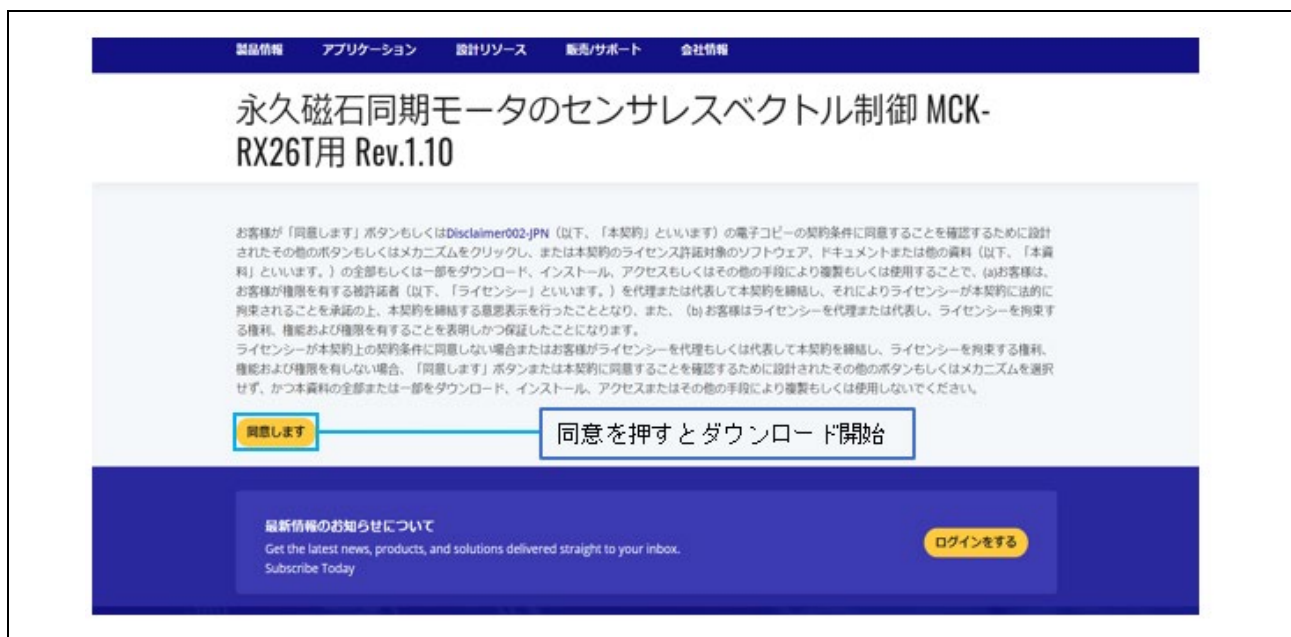 製品情報 アプリケーション 設計リソース 販売/サポート 会社情報
永久磁石同期モータのセンサレスベクトル制御 MCK-
RX26T用 Rev.1.10
お客様が「同意します」ボタンもしくはDisclaimer002-JPN（以下、「本契約」といいます）の電子コピーの契約条件に同意することを確認するために設計
されたその他のボタンもしくはメカニズムをクリックし、または本契約のライセンス許諾対象のソフトウェア、ドキュメントまたは他の資料（以下、「本資
料」といいます。）の全部もしくは一部をダウンロード、インストール、アクセスもしくはその他の手段により複製もしくは使用することで、(a)お客様は、
お客様が権限を有する被許諾者（以下、「ライセンシー」といいます。）を代理または代表して本契約を締結し、それによりライセンシーが本契約に法的に
拘束されることを承諾の上、本契約を締結する意思表示を行ったこととなり、また、（b) お客様はライセンシーを代理または代表し、ライセンシーを拘束す
る権利、権能および権限を有することを表明しかつ保証したことになります。
ライセンシーが本契約上の契約条件に同意しない場合またはお客様がライセンシーを代理もしくは代表して本契約を締結し、ライセンシーを拘束する権利、
権能および権限を有しない場合、「同意します」ボタンまたは本契約に同意することを確認するために設計されたその他のボタンもしくはメカニズムを選択
せず、かつ本資料の全部または一部をダウンロード、インストール、アクセスまたはその他の手段により複製もしくは使用しないでください。
同意します
同意を押すとダウンロード開始
最新情報のお知らせについて
Get the latest news, products, and solutions delivered straight to your inbox.
Subscribe Today
ログインをする